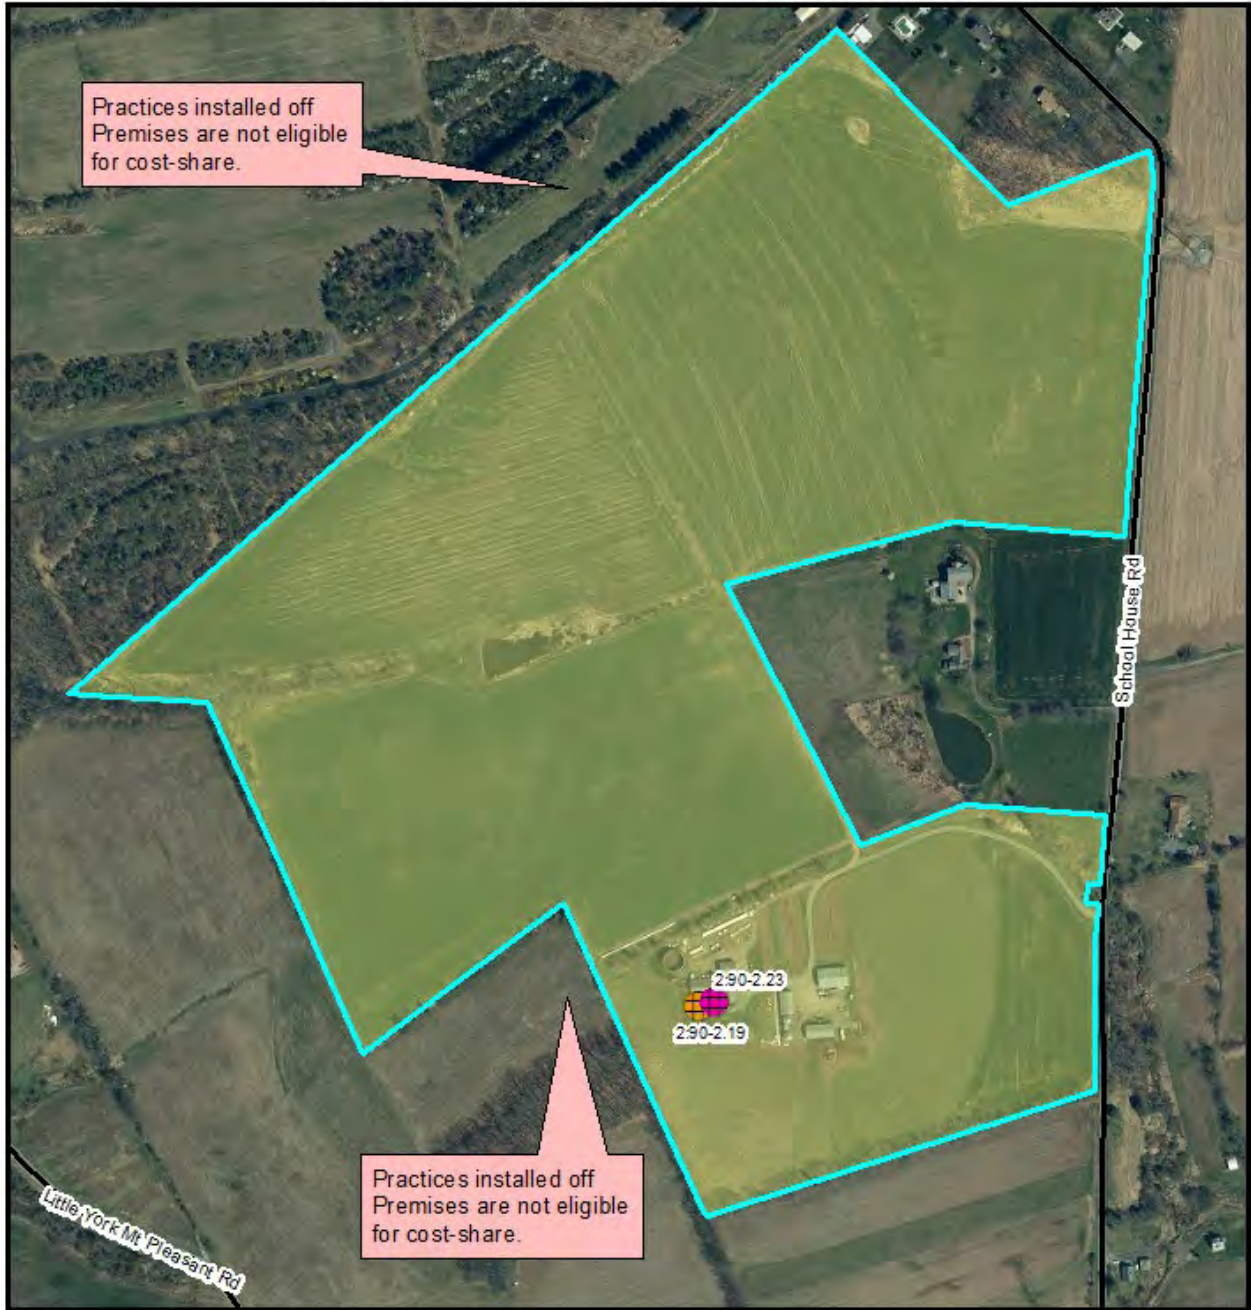 Practices installed off
Premises are not eligible
for cost-share.
School House Rd
2.90-2.23
2.90-2.19
Practices installed off
Premises are not eligible
for cost-share.
Little York Mt Pleasant Rd